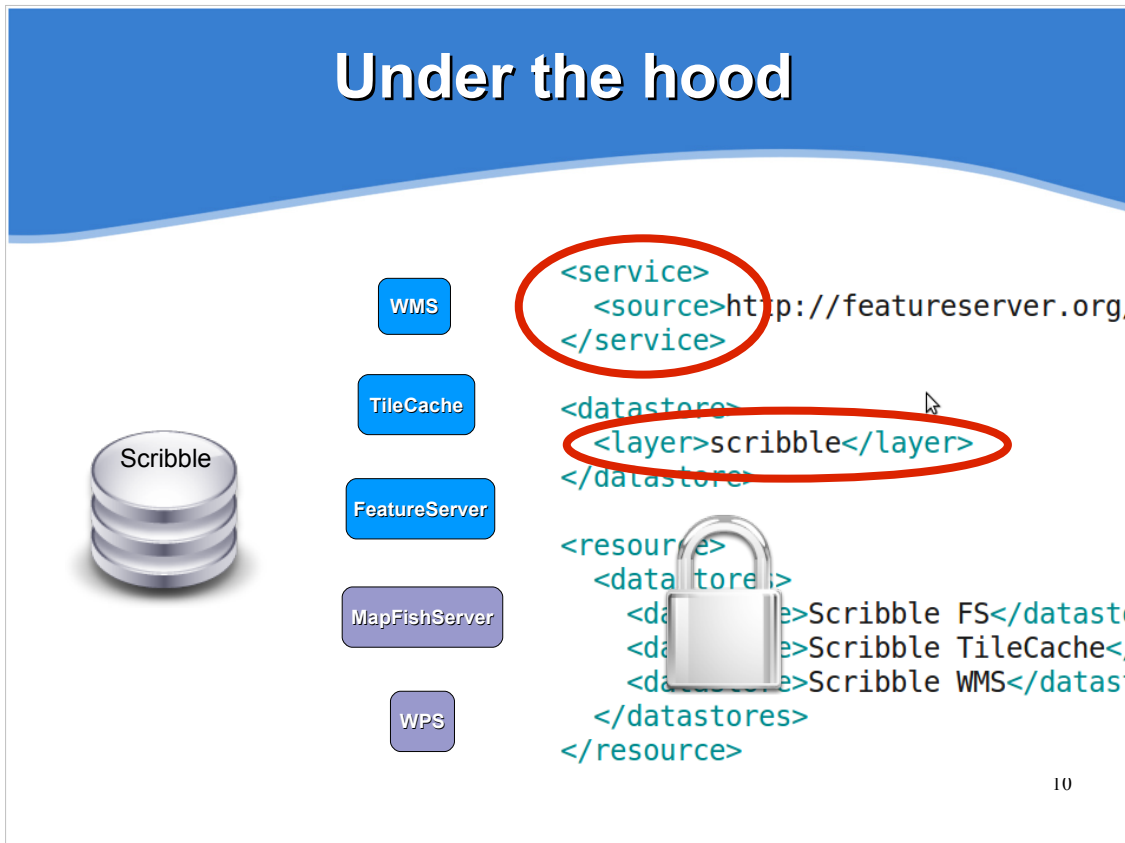 Under the hood
Scribble
WMS
TileCache
FeatureServer
MapFishServer
WPS
<service>
<source>http://featureserver.org/
</service>
<datastore>
<layer>scribble</layer>
</datastore>
<resource>
<datastores>
Scribble FS</datast
Scribble TileCache</
Scribble WMS</datas
</datastores>
</resource>
10